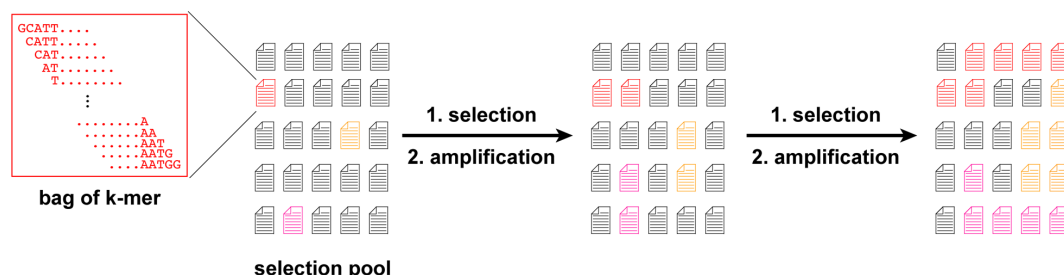 GCATT....
CATT.....
CAT......
AT.......
T........
⋮
........A
.......AA
......AAT
.....AATG
....AATGG
bag of k-mer
selection pool
1. selection
2. amplification
1. selection
2. amplification